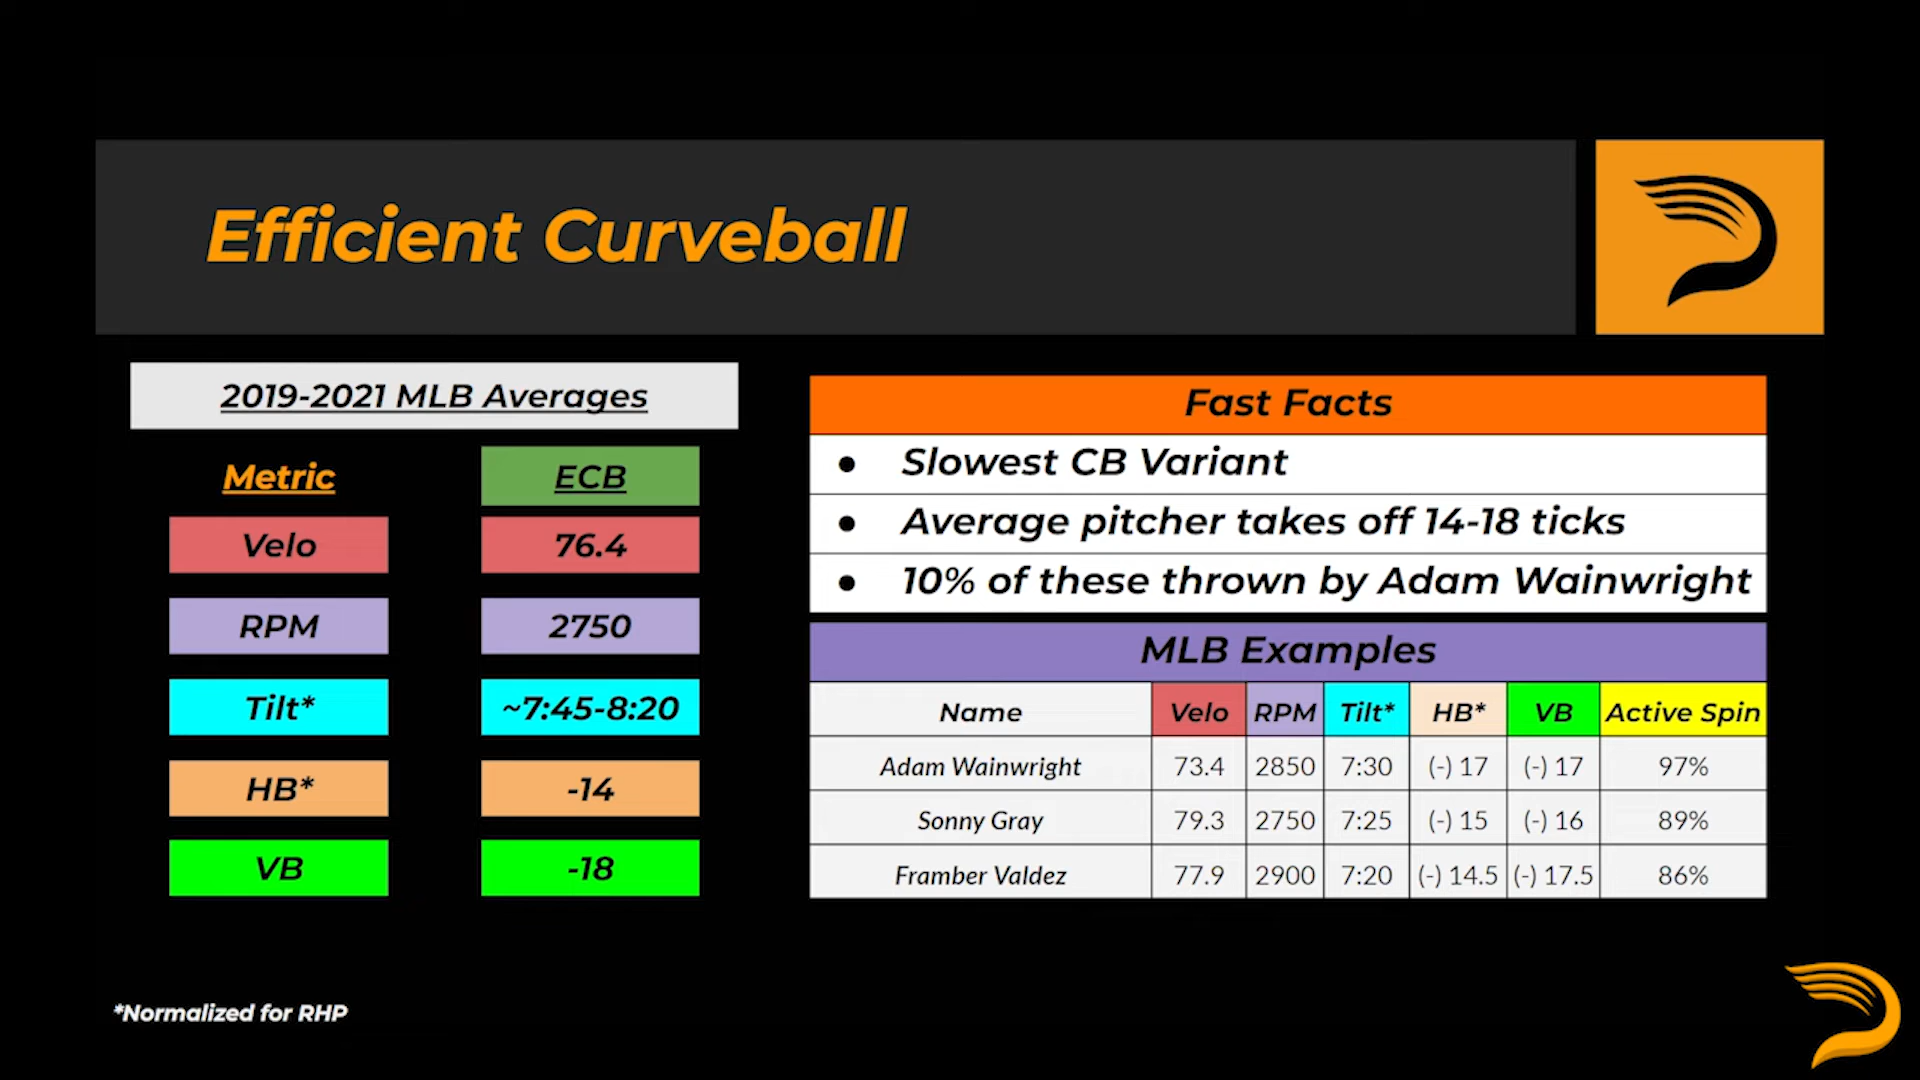 Efficient Curveball
2019-2021 MLB Averages
Metric ECB
Velo 76.4
RPM 2750
Tilt* ~7:45-8:20
HB* -14
VB -18
Fast Facts
● Slowest CB Variant
● Average pitcher takes off 14-18 ticks
● 10% of these thrown by Adam Wainwright
MLB Examples
Name Velo RPM Tilt* HB* VB Active Spin
Adam Wainwright 73.4 2850 7:30 (-) 17 (-) 17 97%
Sonny Gray 79.3 2750 7:25 (-) 15 (-) 16 89%
Framber Valdez 77.9 2900 7:20 (-) 14.5 (-) 17.5 86%
*Normalized for RHP